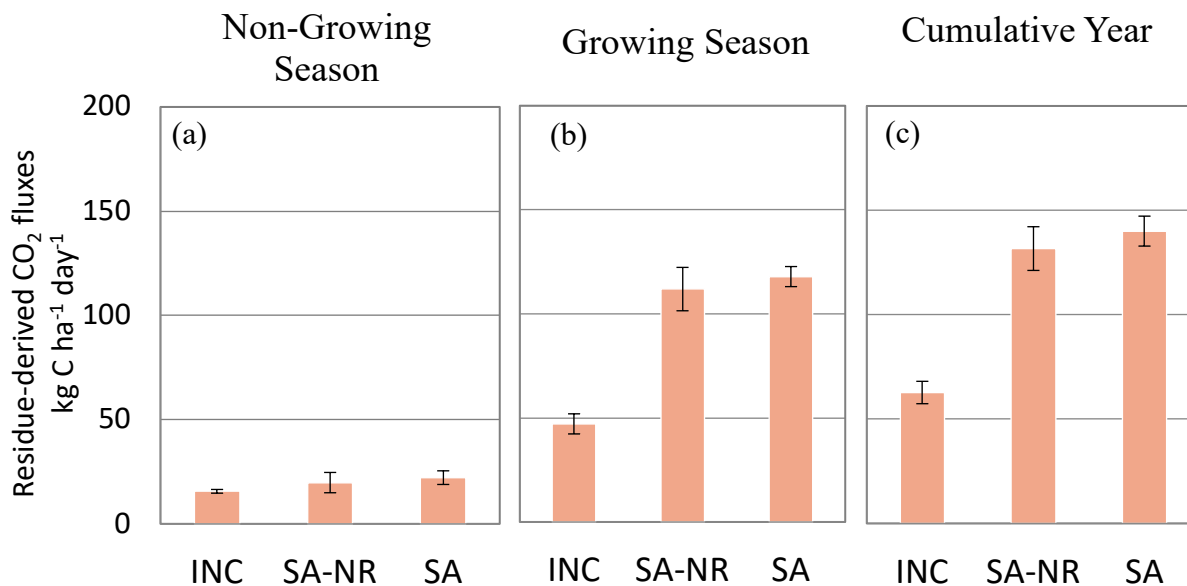 Non-Growing
Season
Growing Season
Cumulative Year
Residue-derived CO₂ fluxes
kg C ha⁻¹ day⁻¹
200
150
100
50
0
(a)
(b)
(c)
INC SA-NR SA
INC SA-NR SA
INC SA-NR SA